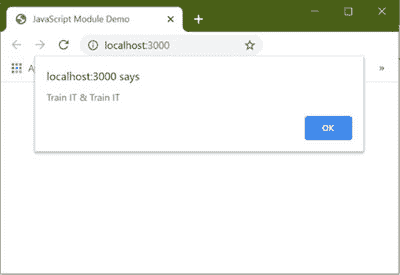 JavaScript Module Demo
localhost:3000
A
localhost:3000 says
Train IT & Train IT
OK